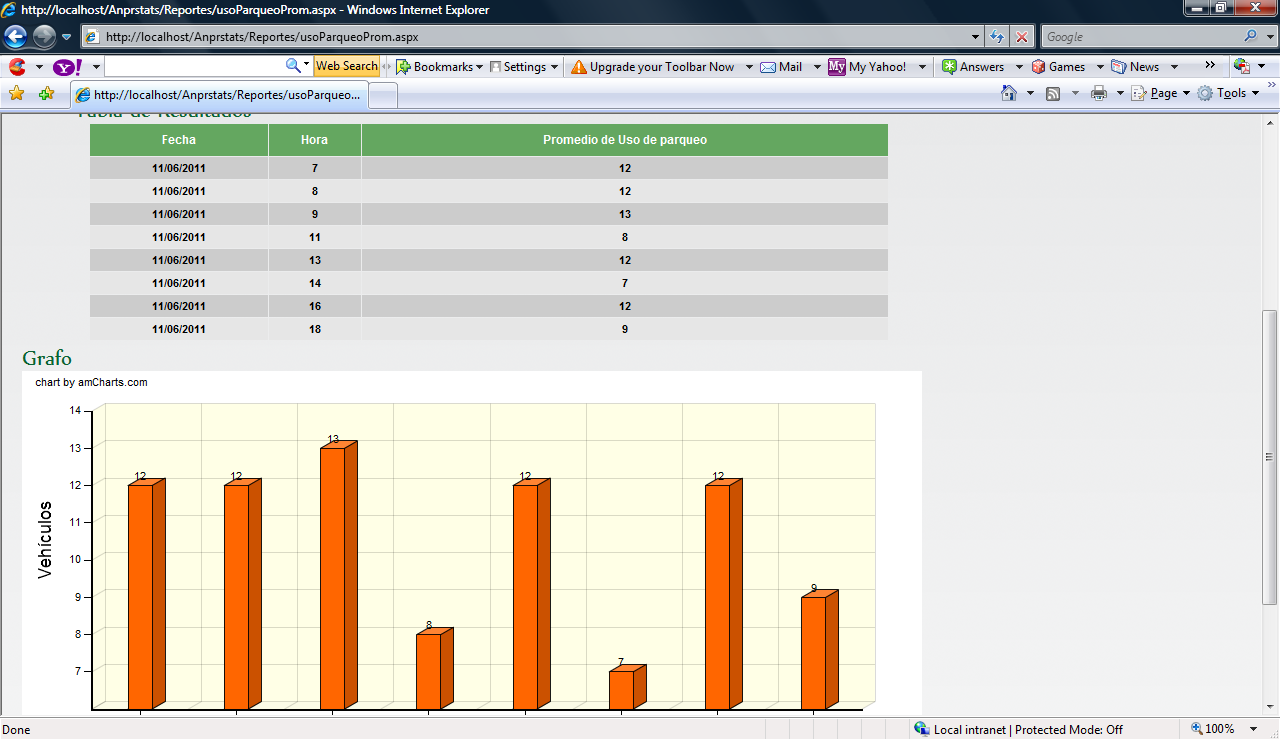 http://localhost/Anprstats/Reportes/usoParqueoProm.aspx - Windows Internet Explorer
http://localhost/Anprstats/Reportes/usoParqueoProm.aspx
Google
Y! Web Search Bookmarks Settings Upgrade your Toolbar Now Mail My My Yahoo! Answers Games News
http://localhost/Anprstats/Reportes/usoParqueo... Page Tools
Tabla de Resultados
Fecha Hora Promedio de Uso de parqueo
11/06/2011 7 12
11/06/2011 8 12
11/06/2011 9 13
11/06/2011 11 8
11/06/2011 13 12
11/06/2011 14 7
11/06/2011 16 12
11/06/2011 18 9
Grafo
chart by amCharts.com
14
13 13
12 12 12 12 12
11
10
9 9
8 8
7 7
Vehículos
Done Local intranet | Protected Mode: Off 100%